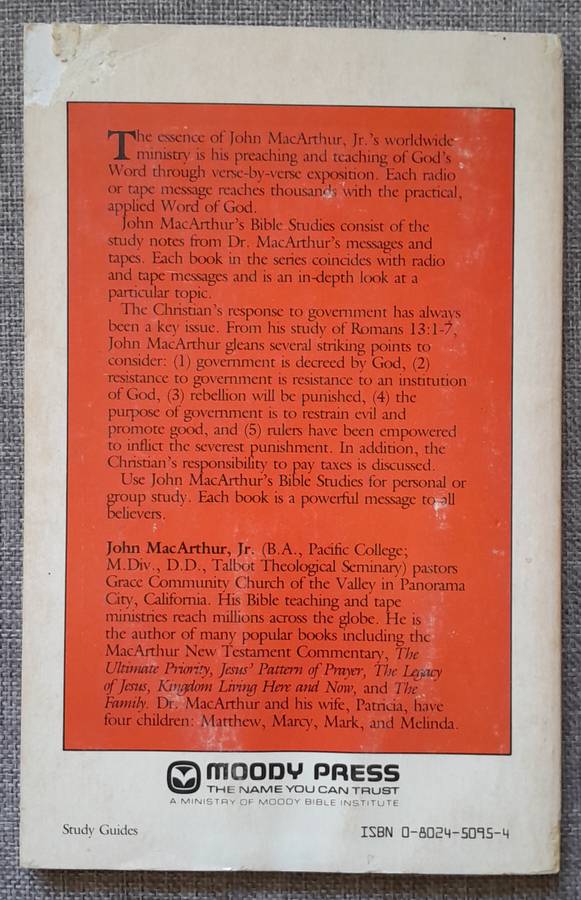 The essence of John MacArthur, Jr.'s worldwide
ministry is his preaching and teaching of God's
Word through verse-by-verse exposition. Each radio
or tape message reaches thousands with the practical,
applied Word of God.
John MacArthur's Bible Studies consist of the
study notes from Dr. MacArthur's messages and
tapes. Each book in the series coincides with radio
and tape messages and is an in-depth look at a
particular topic.
The Christian's response to government has always
been a key issue. From his study of Romans 13:1-7,
John MacArthur gleans several striking points to
consider: (1) government is decreed by God, (2)
resistance to government is resistance to an institution
of God, (3) rebellion will be punished, (4) the
purpose of government is to restrain evil and
promote good, and (5) rulers have been empowered
to inflict the severest punishment. In addition, the
Christian's responsibility to pay taxes is discussed.
Use John MacArthur's Bible Studies for personal or
group study. Each book is a powerful message to all
believers.
John MacArthur, Jr. (B.A., Pacific College;
M.Div., D.D., Talbot Theological Seminary) pastors
Grace Community Church of the Valley in Panorama
City, California. His Bible teaching and tape
ministries reach millions across the globe. He is
the author of many popular books including the
MacArthur New Testament Commentary, The
Ultimate Priority, Jesus' Pattern of Prayer, The Legacy
of Jesus, Kingdom Living Here and Now, and The
Family. Dr. MacArthur and his wife, Patricia, have
four children: Matthew, Marcy, Mark, and Melinda.
MOODY PRESS
THE NAME YOU CAN TRUST
A MINISTRY OF MOODY BIBLE INSTITUTE
Study Guides
ISBN 0-8024-5095-4